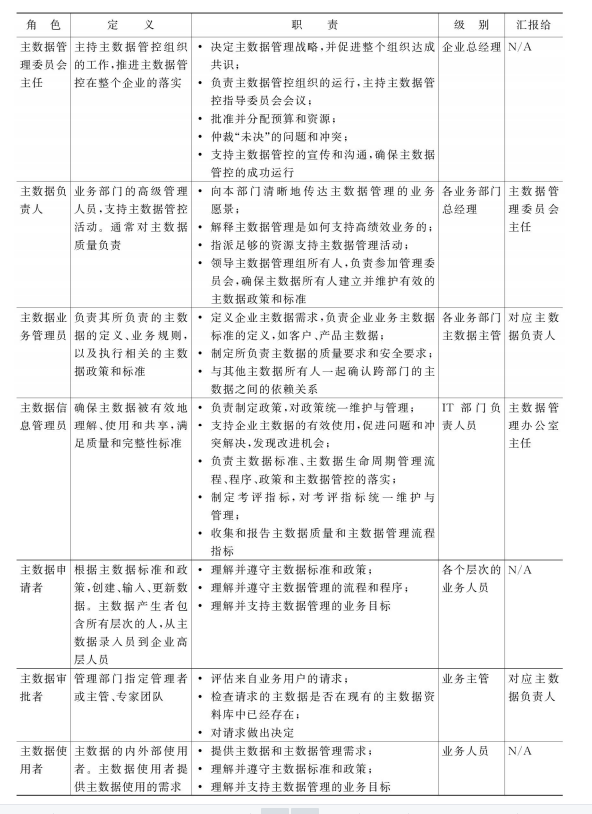 角 色
定 义
职 责
级 别
汇报给
主数据管
理委员会
主任
主持主数据管控组织
的工作,推进主数据管
控在整个企业的落实
• 决定主数据管理战略,并促进整个组织达成
共识;
• 负责主数据管控组织的运行,主持主数据管
控指导委员会会议;
• 批准并分配预算和资源;
• 仲裁“未决”的问题和冲突;
• 支持主数据管控的宣传和沟通,确保主数据
管控的成功运行
企业总经理
N/A
主数据负
责人
业务部门的高级管理
人员,支持主数据管控
活动。通常对主数据
质量负责
• 向本部门清晰地传达主数据管理的业务
愿景;
• 解释主数据管理是如何支持高绩效业务的;
• 指派足够的资源支持主数据管理活动;
• 领导主数据管理组所有人,负责参加管理委
员会,确保主数据所有人建立并维护有效的
主数据政策和标准
各业务部门
总经理
主数据管
理委员会
主任
主数据业
务管理员
负责其所负责的主数
据的定义、业务规则,
以及执行相关的主数
据政策和标准
• 定义企业主数据需求,负责企业业务主数据
标准的定义,如客户、产品主数据;
• 制定所负责主数据的质量要求和安全要求;
• 与其他主数据所有人一起确认跨部门的主
数据之间的依赖关系
各业务部门
主数据主管
对应主数
据负责人
主数据信
息管理员
确保主数据被有效地
理解、使用和共享,满
足质量和完整性标准
• 负责制定政策,对政策统一维护与管理;
• 支持企业主数据的有效使用,促进问题和冲
突解决,发现改进机会;
• 负责主数据标准、主数据生命周期管理流
程、程序、政策和主数据管控的落实;
• 制定考评指标,对考评指标统一维护与
管理;
• 收集和报告主数据质量和主数据管理流程
指标
IT 部门负
责人员
主数据管
理办公室
主任
主数据申
请者
根据主数据标准和政
策,创建、输入、更新数
据。主数据产生者包
含所有层次的人,从主
数据录入员到企业高
层人员
• 理解并遵守主数据标准和政策;
• 理解并遵守主数据管理的流程和程序;
• 理解并支持主数据管理的业务目标
各个层次的
业务人员
N/A
主数据审
批者
管理部门指定管理者
或主管、专家团队
• 评估来自业务用户的请求;
• 检查请求的主数据是否在现有的主数据资
料库中已经存在;
• 对请求做出决定
业务主管
对应主数
据负责人
主数据使
用者
主数据的内外部使用
者。主数据使用者提
供主数据使用的需求
• 提供主数据和主数据管理需求;
• 理解并遵守主数据标准和政策;
• 理解并支持主数据管理的业务目标
业务人员
N/A